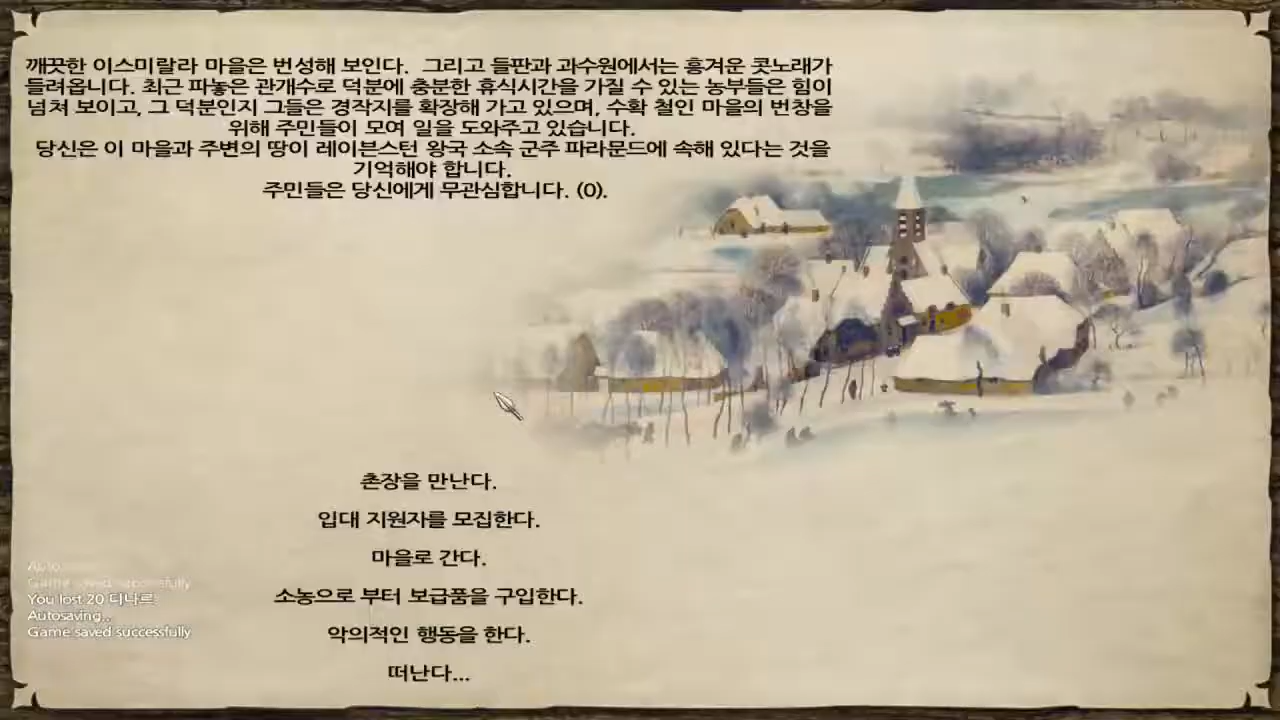 깨끗한 이스미랄라 마을은 번성해 보인다.  그리고 들판과 과수원에서는 흥겨운 콧노래가
들려옵니다. 최근 파놓은 관개수로 덕분에 충분한 휴식시간을 가질 수 있는 농부들은 힘이
넘쳐 보이고, 그 덕분인지 그들은 경작지를 확장해 가고 있으며, 수확 철인 마을의 번창을
위해 주민들이 모여 일을 도와주고 있습니다.
당신은 이 마을과 주변의 땅이 레이븐스턴 왕국 소속 군주 파라문드에 속해 있다는 것을
기억해야 합니다.
주민들은 당신에게 무관심합니다. (0).
촌장을 만난다.
입대 지원자를 모집한다.
마을로 간다.
소농으로 부터 보급품을 구입한다.
악의적인 행동을 한다.
떠난다...
Game saved successfully
You lost 20 디나르.
Autosaving..
Game saved successfully